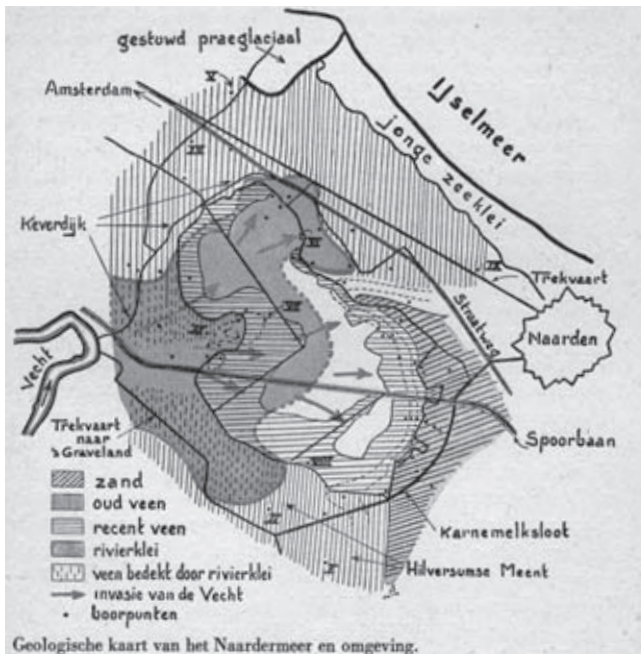 gestuwd praeglaciaal
Amsterdam
IJselmeer
jonge zeeklei
Keverdijk
Trekvaart
Straatweg
Naarden
Vecht
Trekvaart
naar
's Graveland
Spoorbaan
zand
oud veen
recent veen
rivierklei
veen bedekt door rivierklei
invasie van de Vecht
boorpunten
Karnemelksloot
Hilversumse Meent
Geologische kaart van het Naardermeer en omgeving.